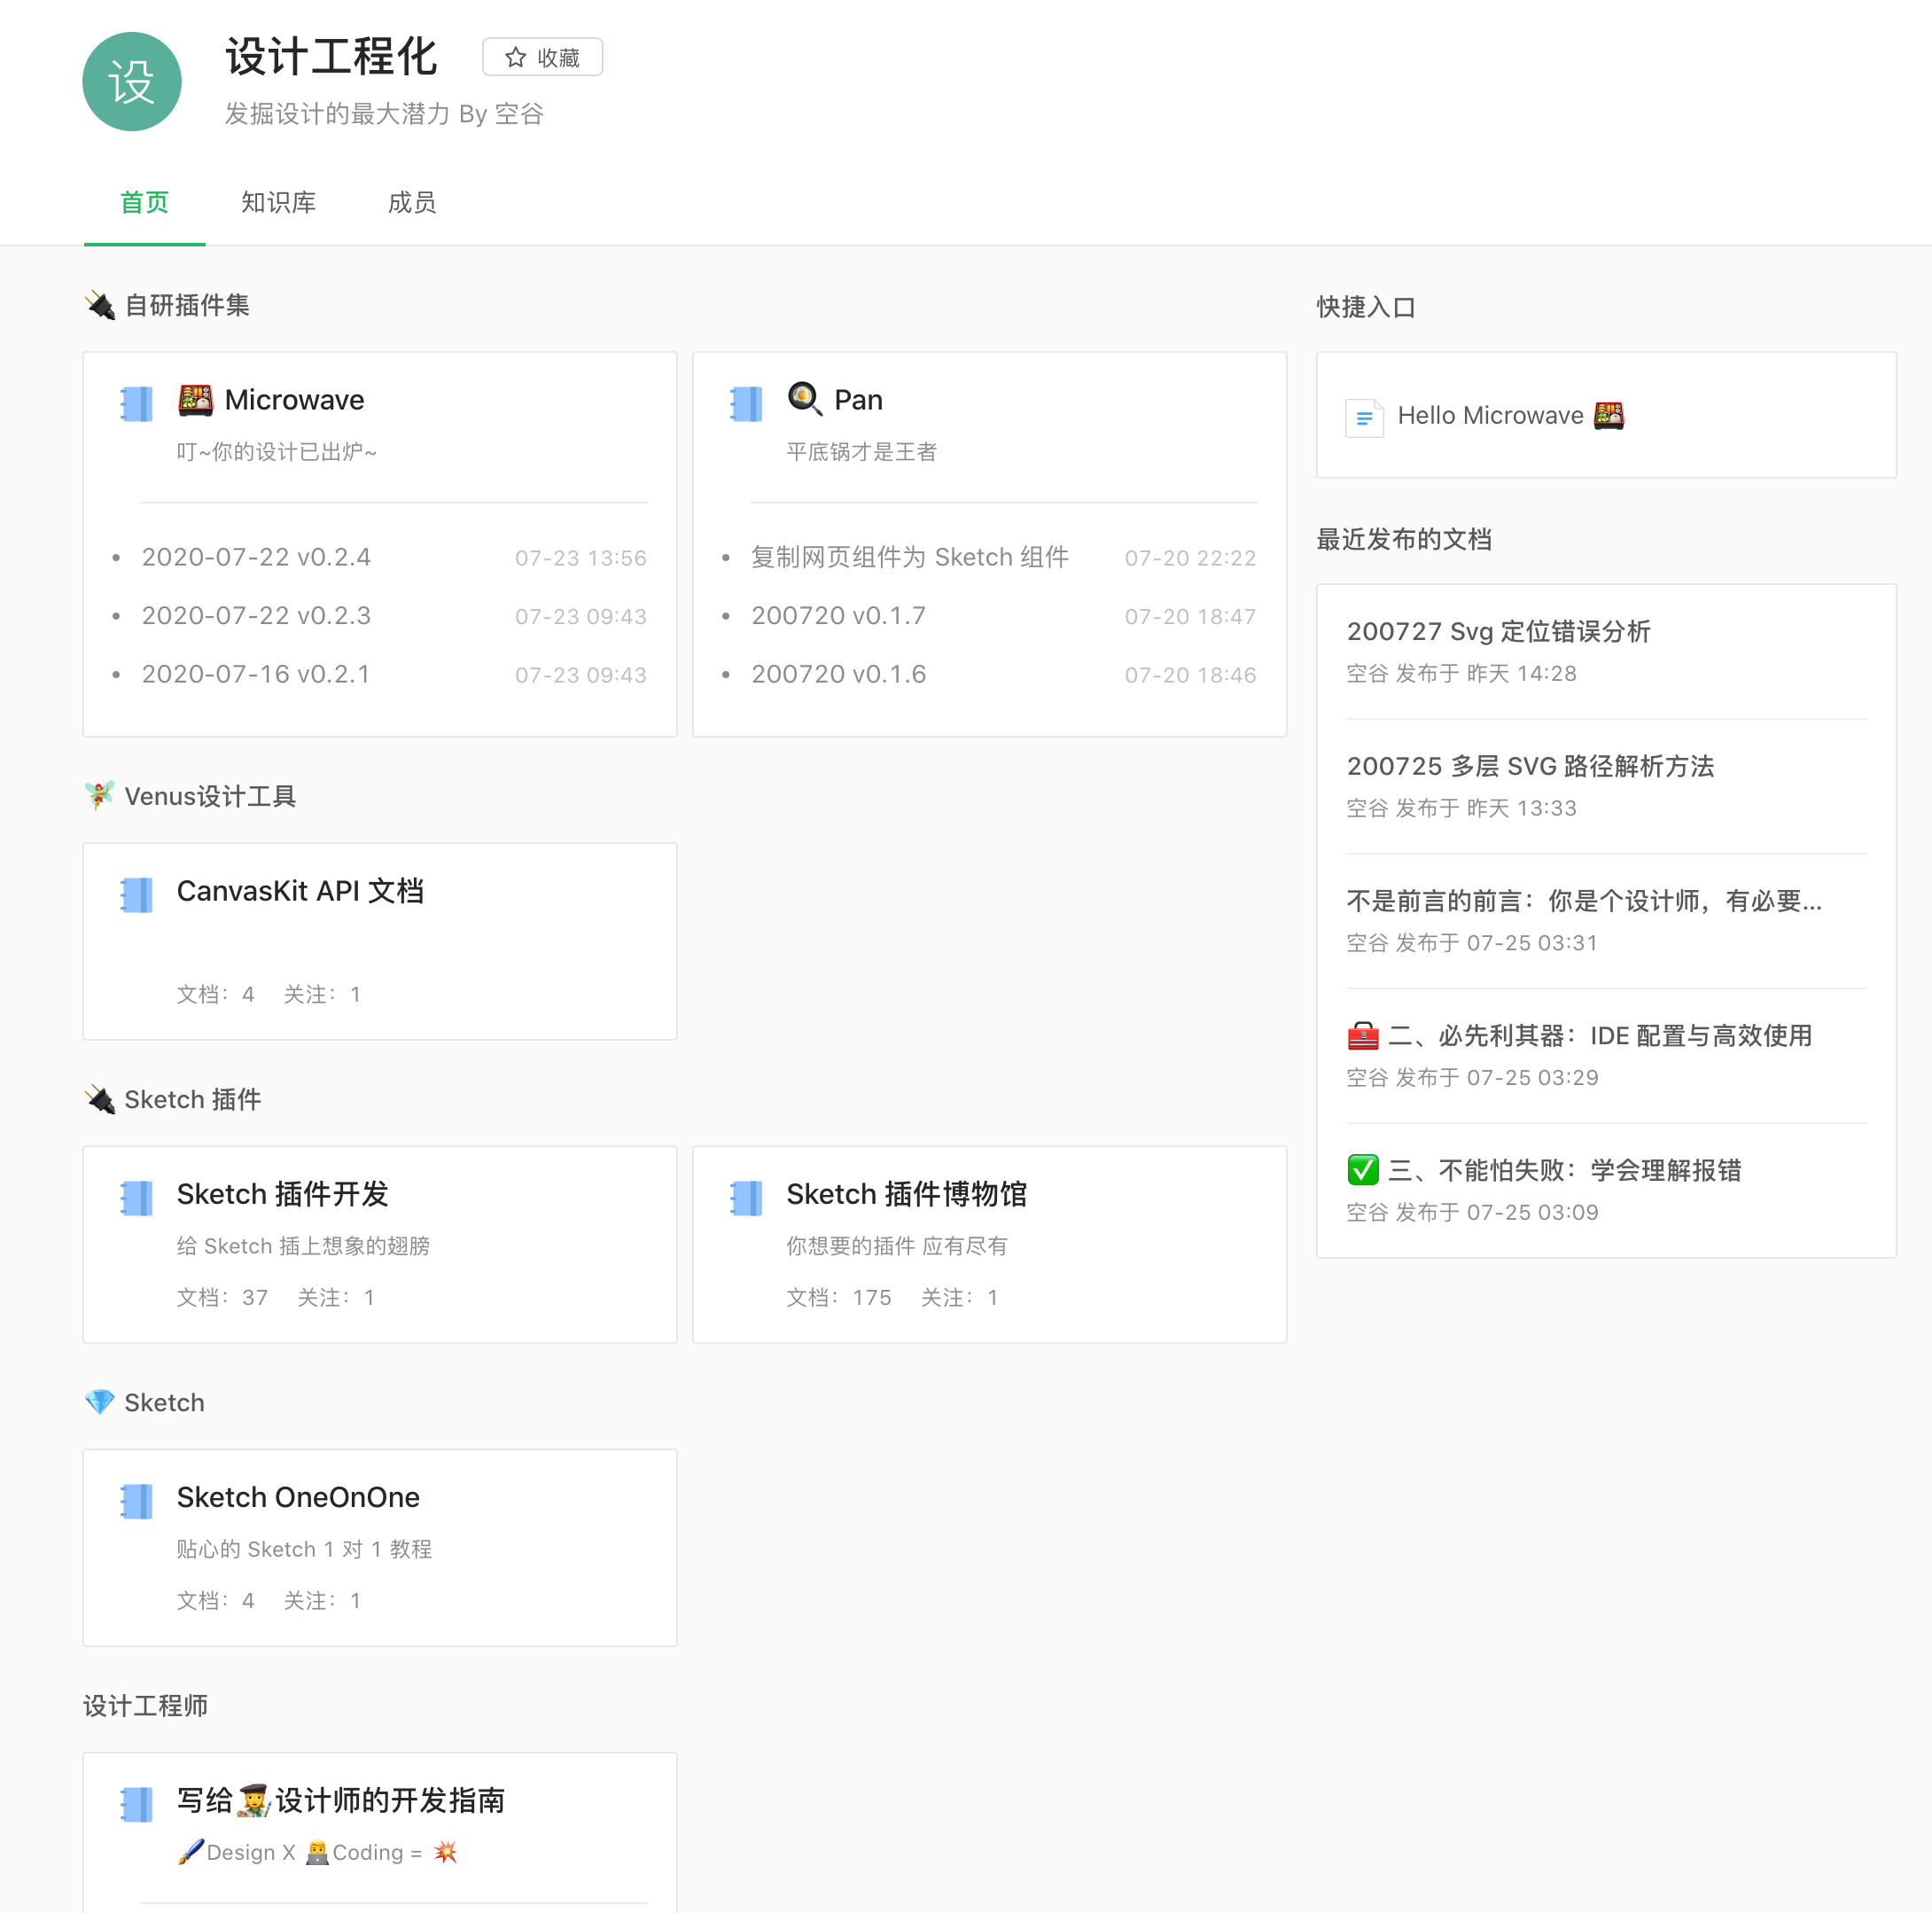 设
设计工程化
收藏
发掘设计的最大潜力 By 空谷
首页
知识库
成员
🔌 自研插件集
🍱 Microwave
叮~你的设计已出炉~
• 2020-07-22 v0.2.4 07-23 13:56
• 2020-07-22 v0.2.3 07-23 09:43
• 2020-07-16 v0.2.1 07-23 09:43
🍳 Pan
平底锅才是王者
• 复制网页组件为 Sketch 组件 07-20 22:22
• 200720 v0.1.7 07-20 18:47
• 200720 v0.1.6 07-20 18:46
🧚 Venus设计工具
CanvasKit API 文档
文档：4 关注：1
🔌 Sketch 插件
Sketch 插件开发
给 Sketch 插上想象的翅膀
文档：37 关注：1
Sketch 插件博物馆
你想要的插件 应有尽有
文档：175 关注：1
💎 Sketch
Sketch OneOnOne
贴心的 Sketch 1 对 1 教程
文档：4 关注：1
设计工程师
写给👩‍🎨设计师的开发指南
🖌Design X 👨‍💻Coding = 💥
快捷入口
Hello Microwave 🍱
最近发布的文档
200727 Svg 定位错误分析
空谷 发布于 昨天 14:28
200725 多层 SVG 路径解析方法
空谷 发布于 昨天 13:33
不是前言的前言：你是个设计师，有必要...
空谷 发布于 07-25 03:31
🧰 二、必先利其器：IDE 配置与高效使用
空谷 发布于 07-25 03:29
✅ 三、不能怕失败：学会理解报错
空谷 发布于 07-25 03:09